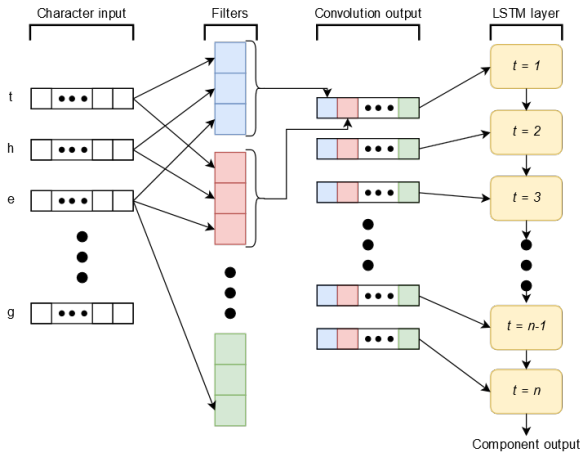 Character input
Filters
Convolution output
LSTM layer
t
h
e
g
t = 1
t = 2
t = 3
t = n-1
t = n
Component output